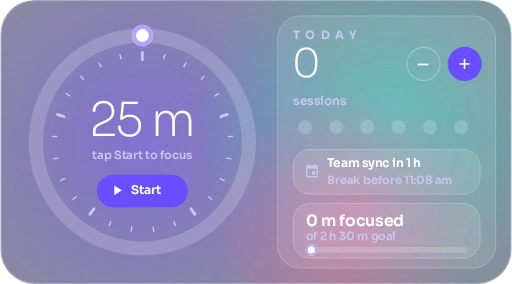 25 m
tap Start to focus
Start
TODAY
0
sessions
Team sync in 1 h
Break before 11:08 am
0 m focused
of 2 h 30 m goal